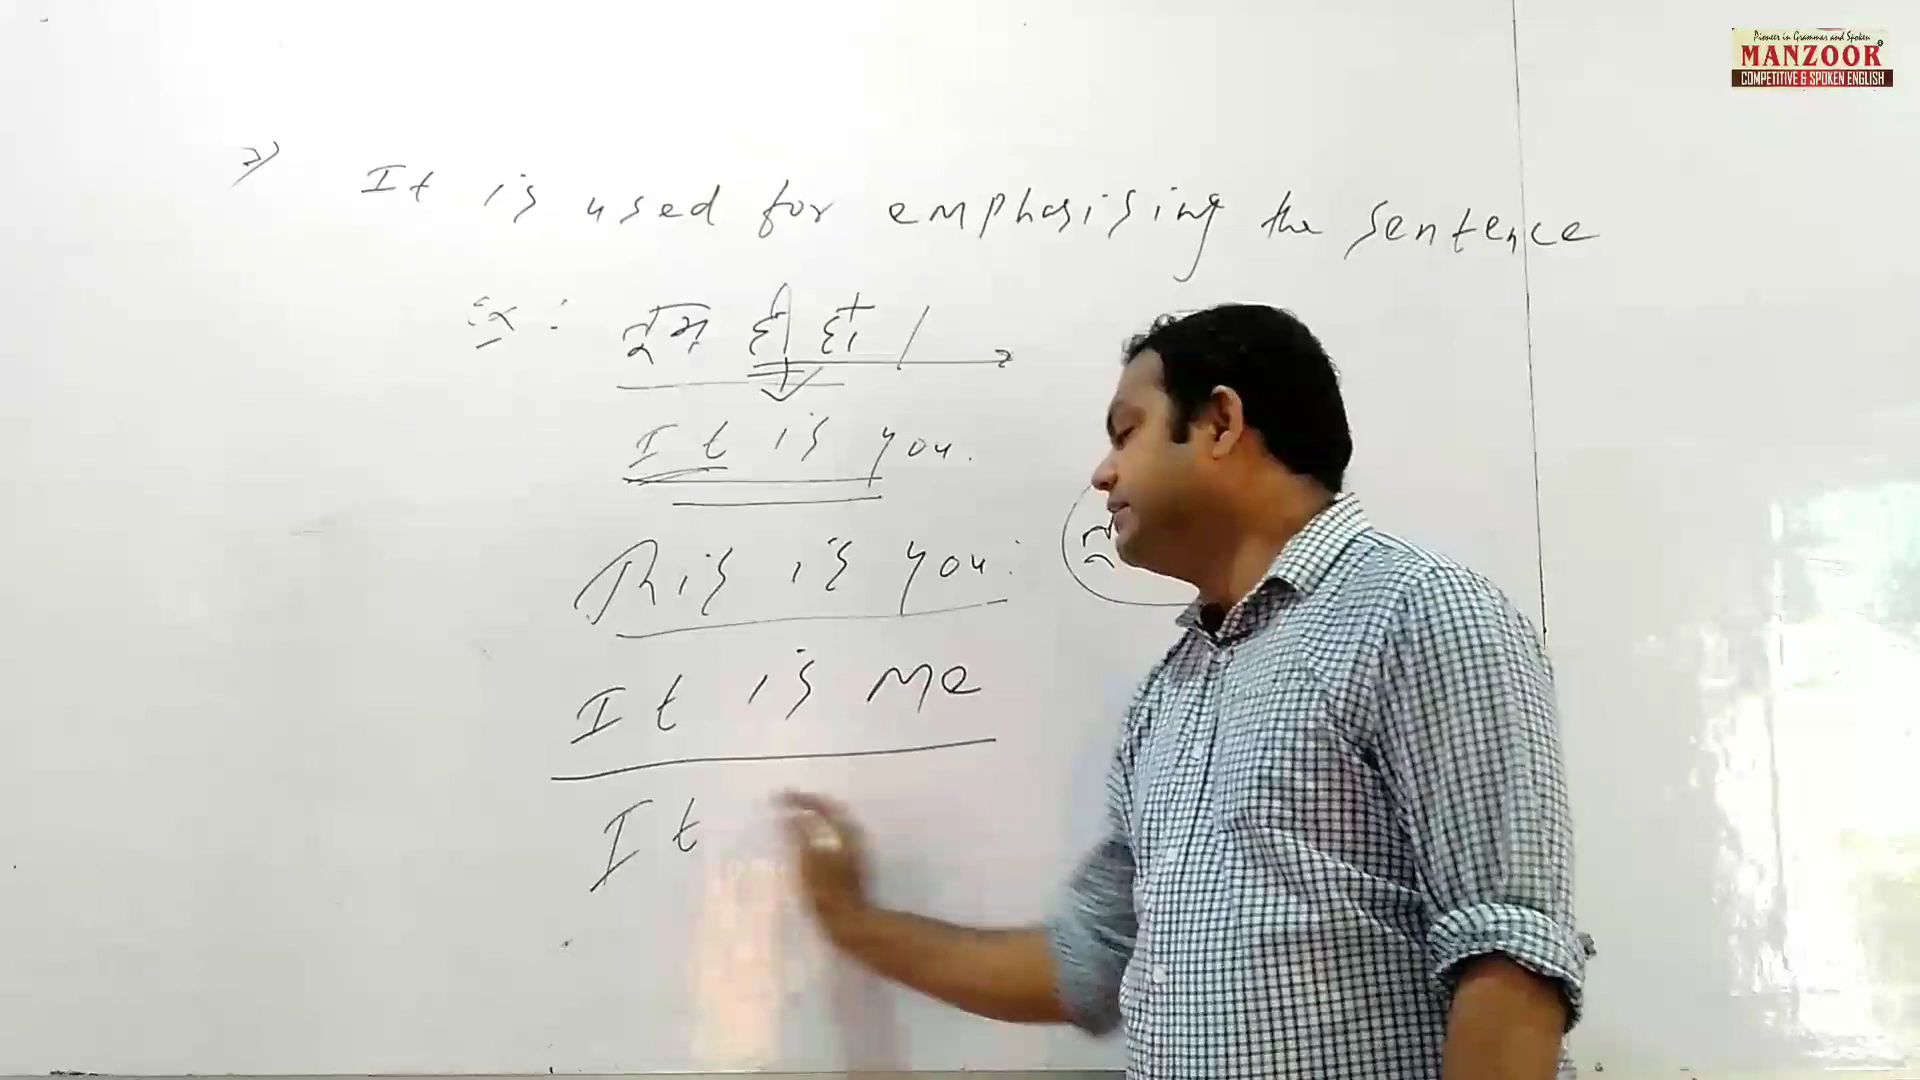 Pioneer in Grammar and Spoken
MANZOOR
COMPETITIVE & SPOKEN ENGLISH
It is used for emphasising the sentence
Ex :
It is you.
This is you.
It is me
It